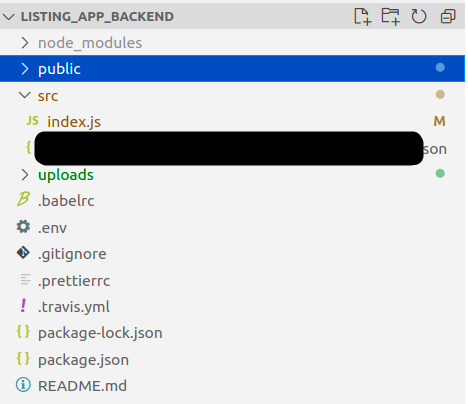 LISTING_APP_BACKEND
node_modules
public
src
JS index.js M
{ son
uploads
.babelrc
.env
.gitignore
.prettierrc
! .travis.yml
{} package-lock.json
{} package.json
README.md